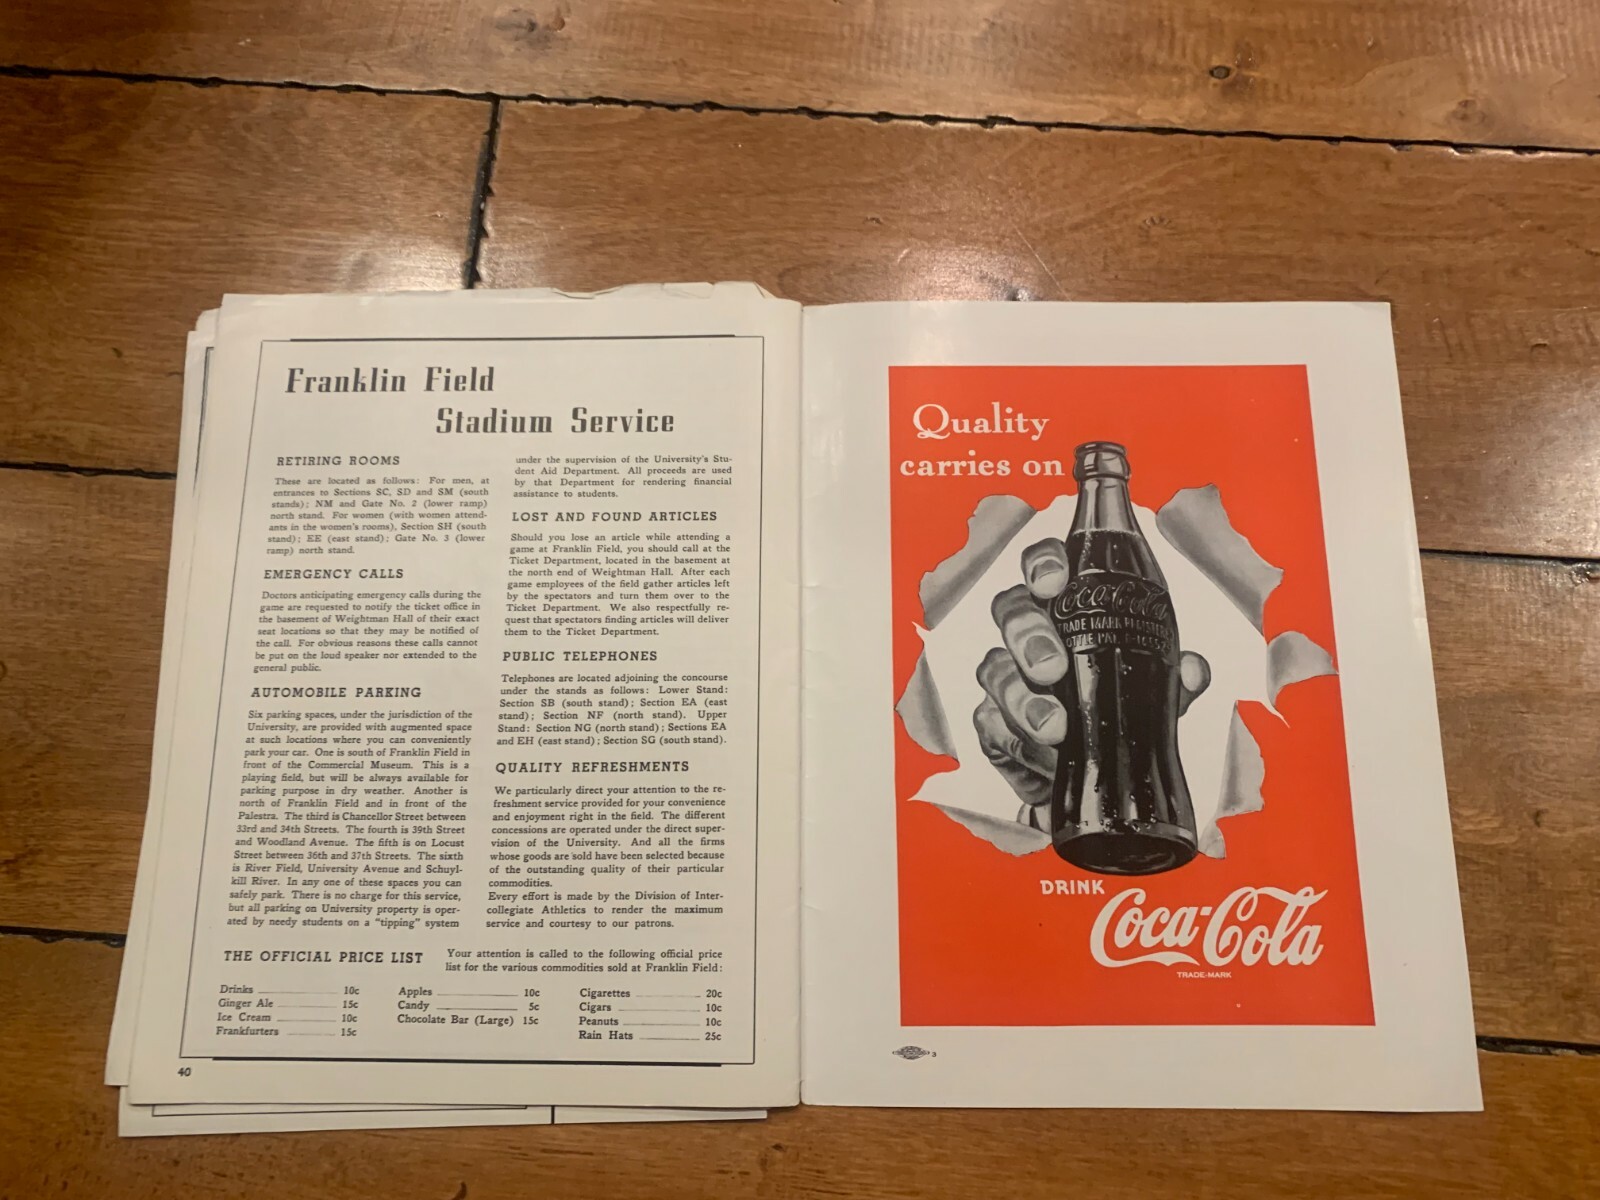 Franklin Field
Stadium Service
RETIRING ROOMS
These are located as follows: For men, at
entrances to Sections SC, SD and SM (south
stands); NM and Gate No. 2 (lower ramp)
north stand. For women (with women attend-
ants in the women's rooms), Section SH (south
stand); EE (east stand); Gate No. 3 (lower
ramp) north stand.
EMERGENCY CALLS
Doctors anticipating emergency calls during the
game are requested to notify the ticket office in
the basement of Weightman Hall of their exact
seat locations so that they may be notified of
the call. For obvious reasons these calls cannot
be put on the loud speaker nor extended to the
general public.
AUTOMOBILE PARKING
Six parking spaces, under the jurisdiction of the
University, are provided with augmented space
at such locations where you can conveniently
park your car. One is south of Franklin Field in
front of the Commercial Museum. This is a
playing field, but will be always available for
parking purpose in dry weather. Another is
north of Franklin Field and in front of the
Palestra. The third is Chancellor Street between
33rd and 34th Streets. The fourth is 39th Street
and Woodland Avenue. The fifth is on Locust
Street between 36th and 37th Streets. The sixth
is River Field, University Avenue and Schuyl-
kill River. In any one of these spaces you can
safely park. There is no charge for this service,
but all parking on University property is oper-
ated by needy students on a "tipping" system
under the supervision of the University's Stu-
dent Aid Department. All proceeds are used
by that Department for rendering financial
assistance to students.
LOST AND FOUND ARTICLES
Should you lose an article while attending a
game at Franklin Field, you should call at the
Ticket Department, located in the basement at
the north end of Weightman Hall. After each
game employees of the field gather articles left
by the spectators and turn them over to the
Ticket Department. We also respectfully re-
quest that spectators finding articles will deliver
them to the Ticket Department.
PUBLIC TELEPHONES
Telephones are located adjoining the concourse
under the stands as follows: Lower Stand:
Section SB (south stand); Section EA (east
stand); Section NF (north stand). Upper
Stand: Section NG (north stand); Sections EA
and EH (east stand); Section SG (south stand).
QUALITY REFRESHMENTS
We particularly direct your attention to the re-
freshment service provided for your convenience
and enjoyment right in the field. The different
concessions are operated under the direct super-
vision of the University. And all the firms
whose goods are sold have been selected because
of the outstanding quality of their particular
commodities.
Every effort is made by the Division of Inter-
collegiate Athletics to render the maximum
service and courtesy to our patrons.
THE OFFICIAL PRICE LIST
Your attention is called to the following official price
list for the various commodities sold at Franklin Field:
Drinks 10c
Ginger Ale 15c
Ice Cream 10c
Frankfurters 15c
Apples 10c
Candy 5c
Chocolate Bar (Large) 15c
Cigarettes 20c
Cigars 10c
Peanuts 10c
Rain Hats 25c
40
Quality
carries on
Coca-Cola
TRADE MARK REGISTERED
DRINK
Coca-Cola
TRADE-MARK
3